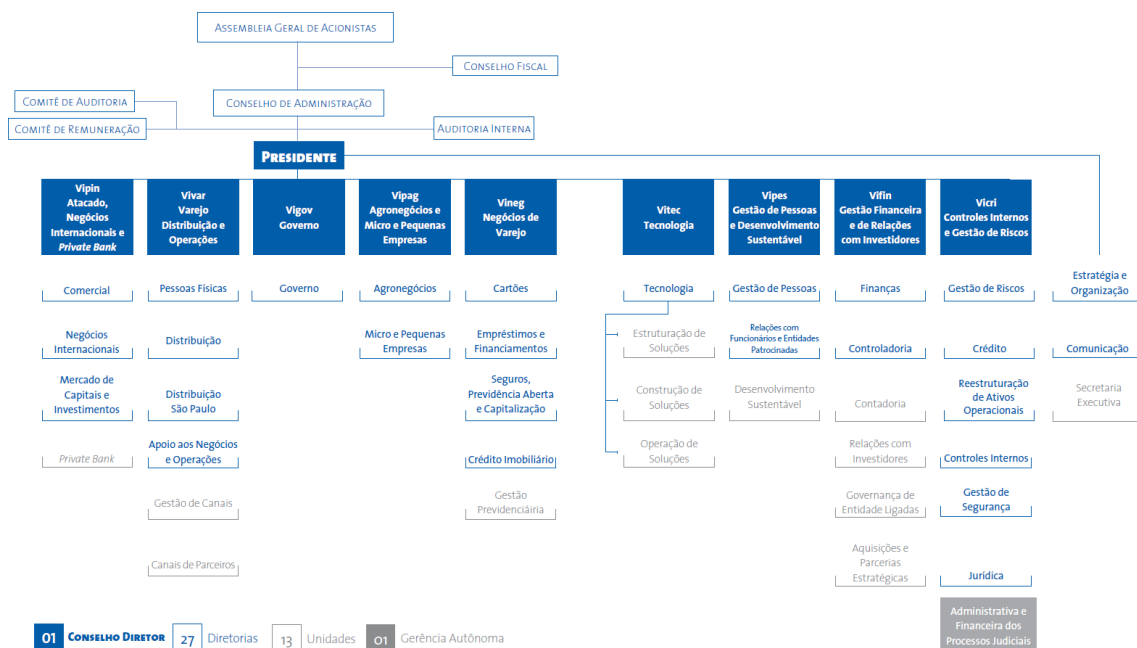 Assembleia Geral de Acionistas
Conselho Fiscal
Comitê de Auditoria
Conselho de Administração
Comitê de Remuneração
Auditoria Interna
Presidente
Vipin
Atacado,
Negócios
Internacionais e
Private Bank
Vivar
Varejo
Distribuição e
Operações
Vigov
Governo
Vipag
Agronegócios e
Micro e Pequenas
Empresas
Vineg
Negócios de
Varejo
Vitec
Tecnologia
Vipes
Gestão de Pessoas
e Desenvolvimento
Sustentável
Vifin
Gestão Financeira
e de Relações
com Investidores
Vicri
Controles Internos
e Gestão de Riscos
Comercial
Pessoas Físicas
Governo
Agronegócios
Cartões
Tecnologia
Gestão de Pessoas
Finanças
Gestão de Riscos
Estratégia e
Organização
Negócios
Internacionais
Distribuição
Micro e Pequenas
Empresas
Empréstimos e
Financiamentos
Estruturação de
Soluções
Relações com
Funcionários e Entidades
Patrocinadas
Controladoria
Crédito
Comunicação
Mercado de
Capitais e
Investimentos
Distribuição
São Paulo
Seguros,
Previdência Aberta
e Capitalização
Construção de
Soluções
Desenvolvimento
Sustentável
Contadoria
Reestruturação
de Ativos
Operacionais
Secretaria
Executiva
Private Bank
Apoio aos Negócios
e Operações
Crédito Imobiliário
Operação de
Soluções
Relações com
Investidores
Controles Internos
Gestão de Canais
Gestão
Previdenciáiria
Governança de
Entidade Ligadas
Gestão de
Segurança
Canais de Parceiros
Aquisições e
Parcerias
Estratégicas
Jurídica
Administrativa e
Financeira dos
Processos Judiciais
01 Conselho Diretor 27 Diretorias 13 Unidades 01 Gerência Autônoma